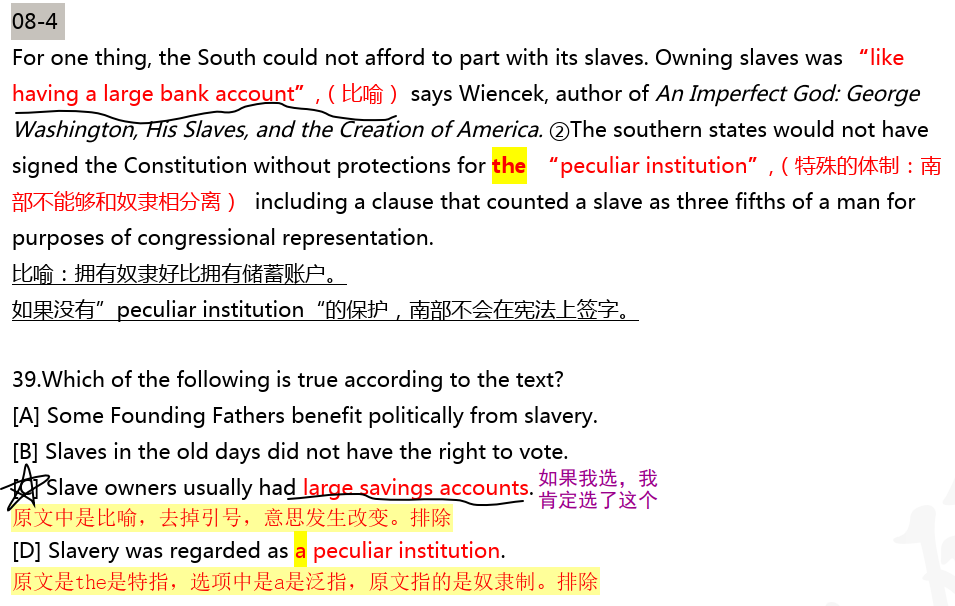 08-4
For one thing, the South could not afford to part with its slaves. Owning slaves was “like
having a large bank account”,（比喻） says Wiencek, author of An Imperfect God: George
Washington, His Slaves, and the Creation of America. ②The southern states would not have
signed the Constitution without protections for the “peculiar institution”,（特殊的体制：南
部不能够和奴隶相分离） including a clause that counted a slave as three fifths of a man for
purposes of congressional representation.
比喻：拥有奴隶好比拥有储蓄账户。
如果没有”peculiar institution“的保护，南部不会在宪法上签字。
39.Which of the following is true according to the text?
[A] Some Founding Fathers benefit politically from slavery.
[B] Slaves in the old days did not have the right to vote.
[C] Slave owners usually had large savings accounts. 如果我选，我
肯定选了这个
原文中是比喻，去掉引号，意思发生改变。排除
[D] Slavery was regarded as a peculiar institution.
原文是the是特指，选项中是a是泛指，原文指的是奴隶制。排除